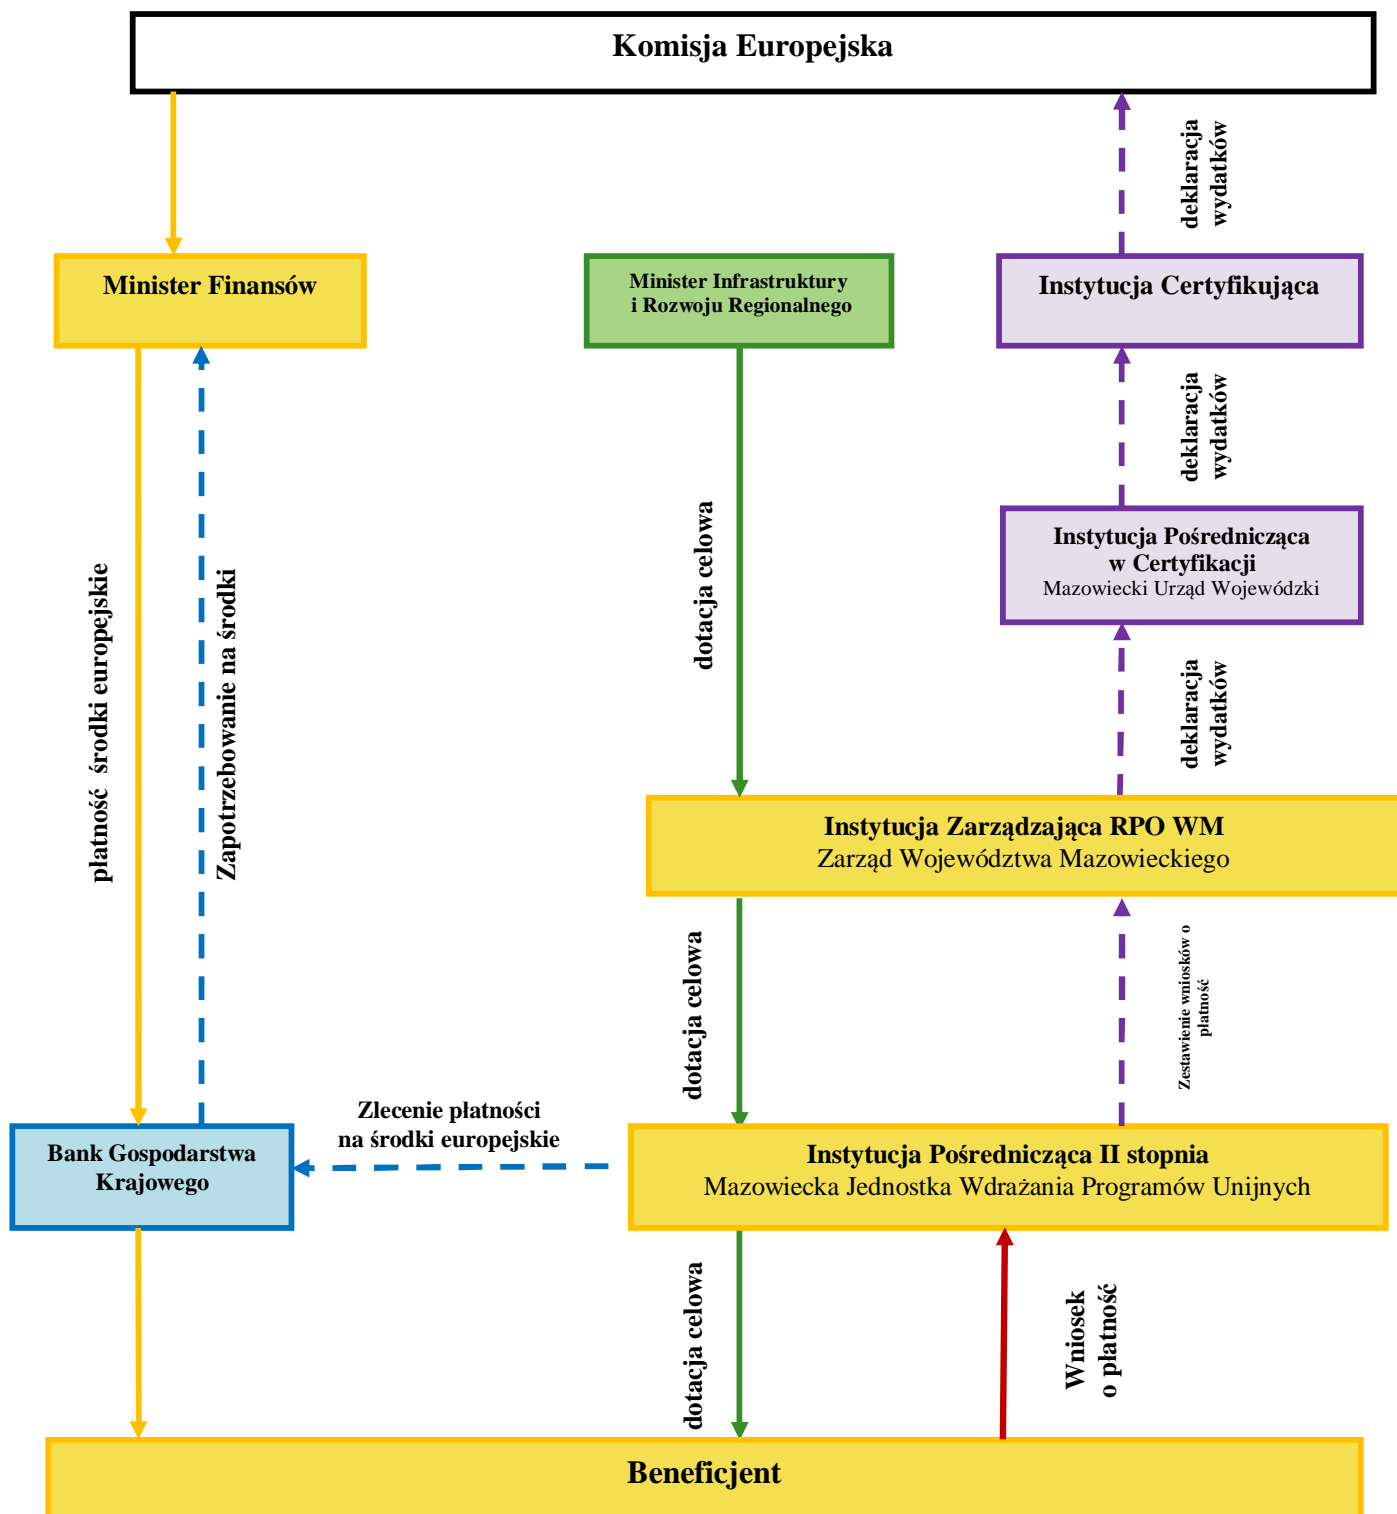 Komisja Europejska
deklaracja
wydatków
Minister Finansów
Minister Infrastruktury
i Rozwoju Regionalnego
Instytucja Certyfikująca
deklaracja
wydatków
płatność  środki europejskie
Zapotrzebowanie na środki
dotacja celowa
Instytucja Pośrednicząca
w Certyfikacji
Mazowiecki Urząd Wojewódzki
deklaracja
wydatków
Instytucja Zarządzająca RPO WM
Zarząd Województwa Mazowieckiego
dotacja celowa
Zestawienie wniosków o
płatność
Zlecenie płatności
na środki europejskie
Bank Gospodarstwa
Krajowego
Instytucja Pośrednicząca II stopnia
Mazowiecka Jednostka Wdrażania Programów Unijnych
dotacja celowa
Wniosek
o płatność
Beneficjent